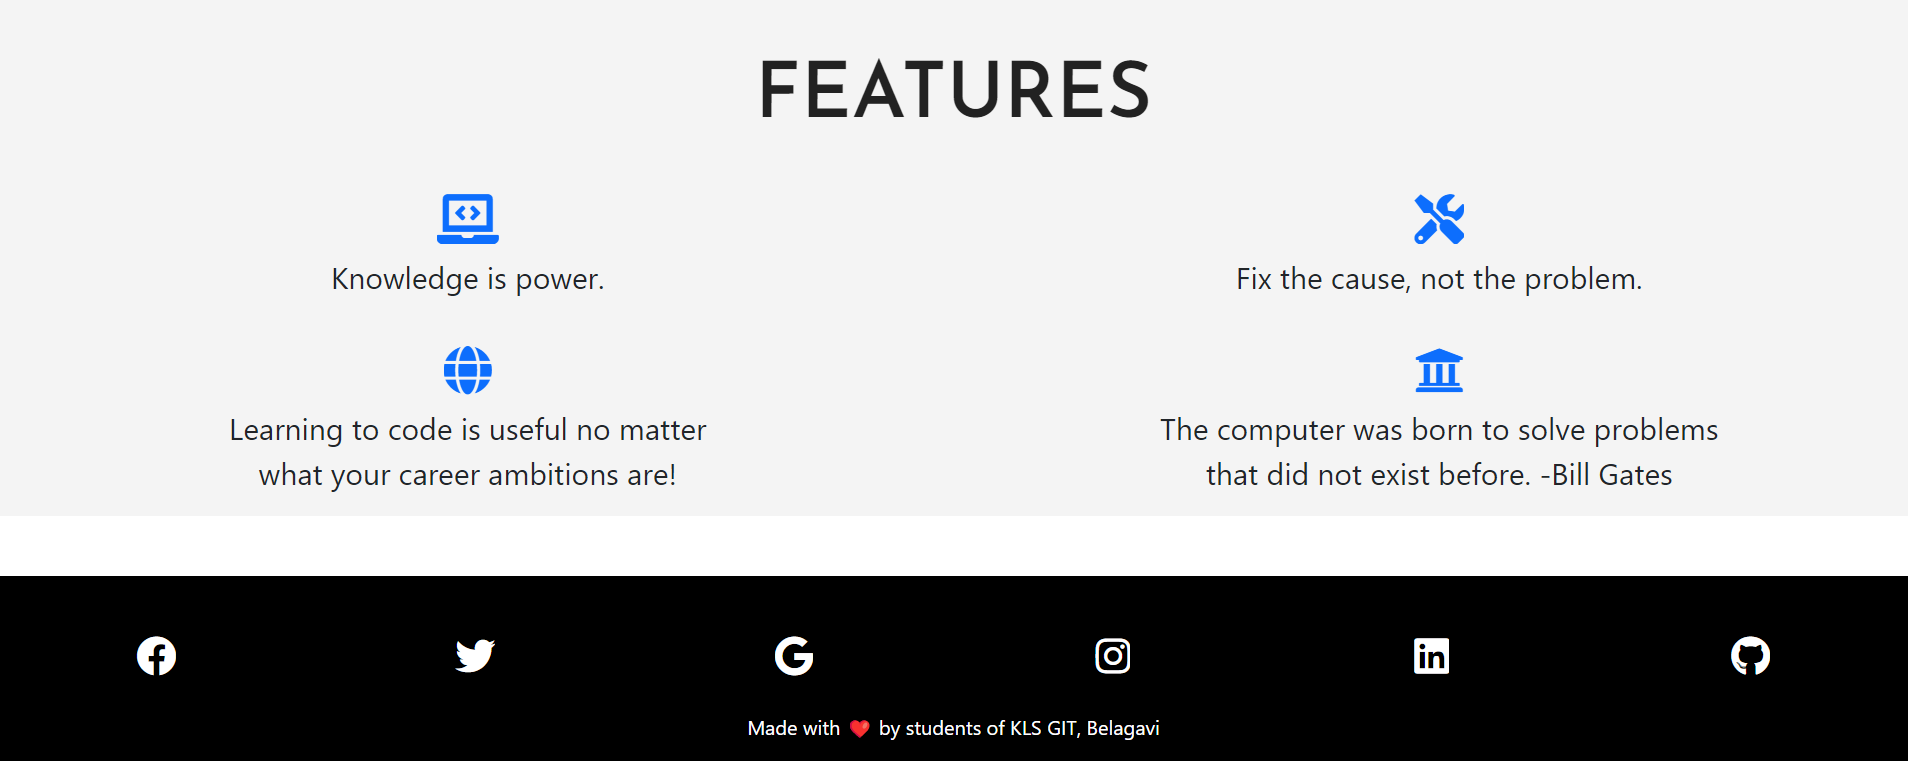 FEATURES
Knowledge is power.
Fix the cause, not the problem.
Learning to code is useful no matter
what your career ambitions are!
The computer was born to solve problems
that did not exist before. -Bill Gates
Made with ❤️ by students of KLS GIT, Belagavi